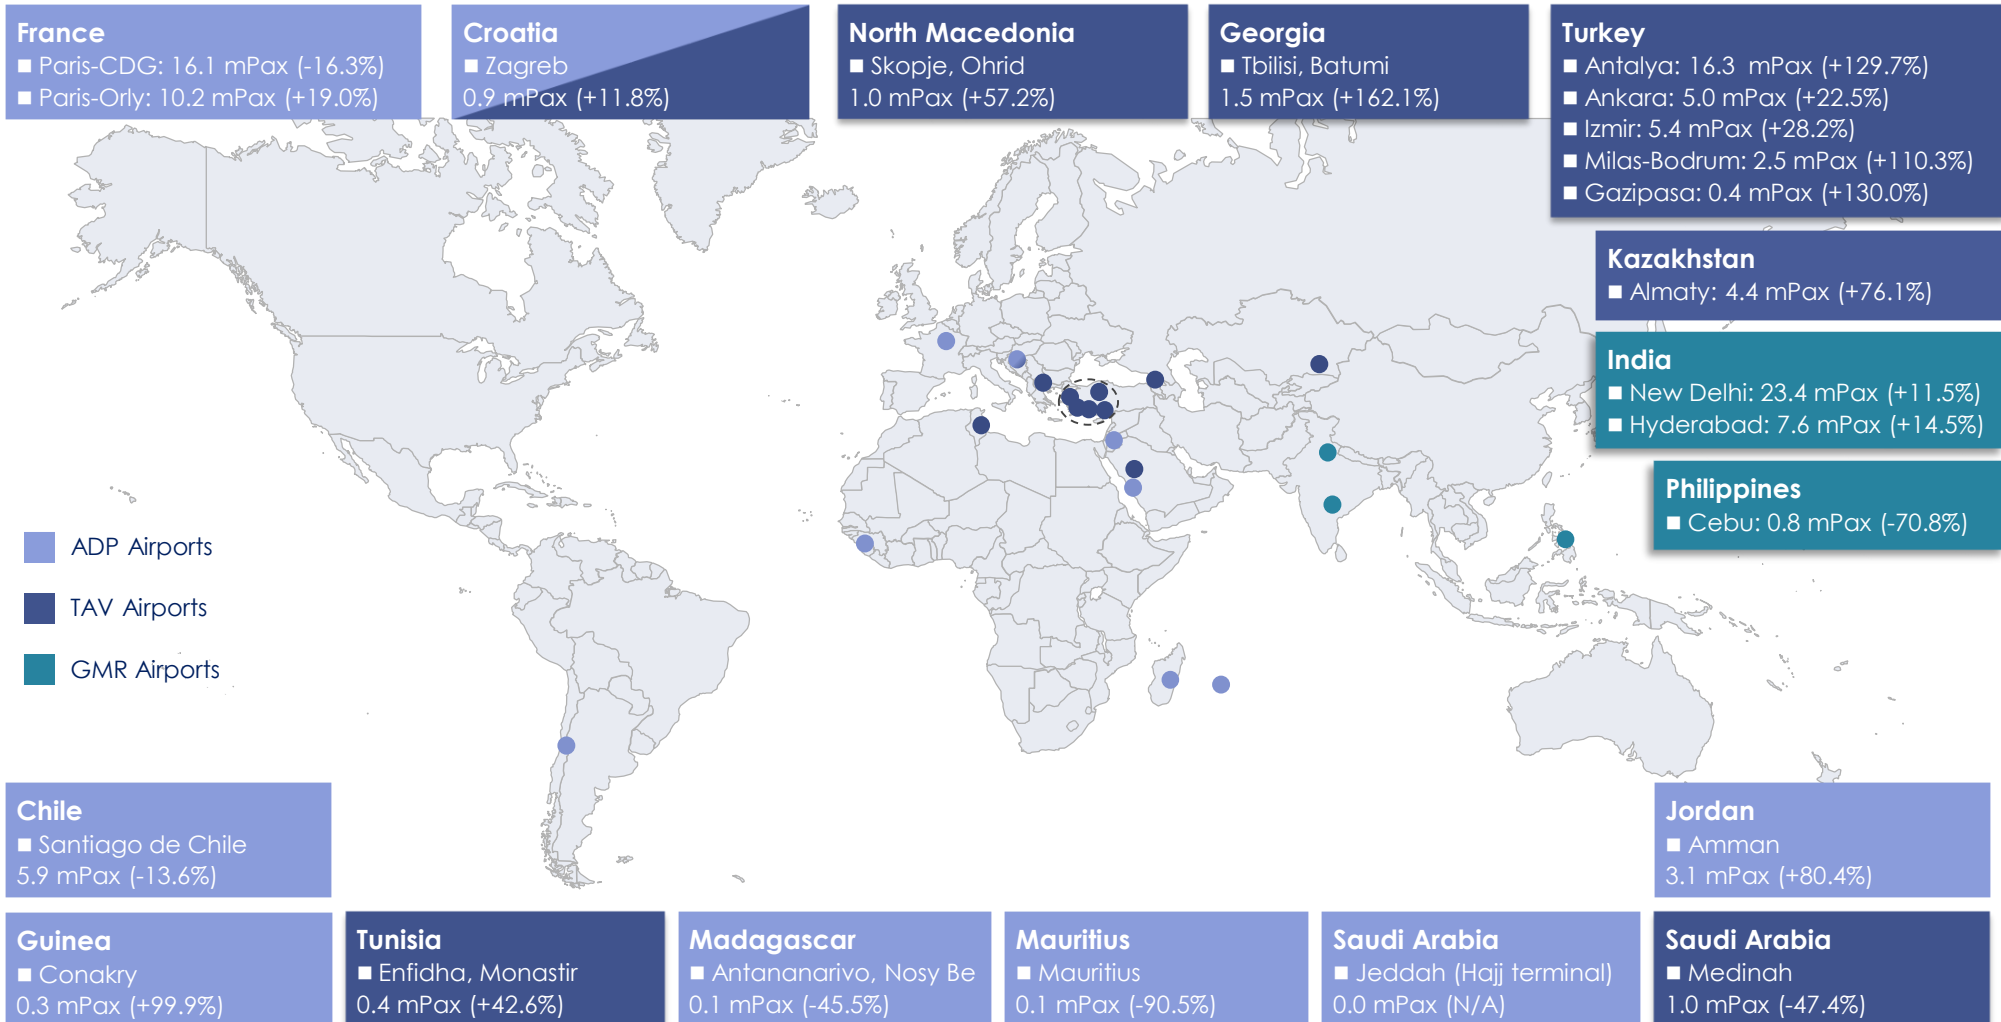 France
■ Paris-CDG: 16.1 mPax (-16.3%)
■ Paris-Orly: 10.2 mPax (+19.0%)
Croatia
■ Zagreb
0.9 mPax (+11.8%)
North Macedonia
■ Skopje, Ohrid
1.0 mPax (+57.2%)
Georgia
■ Tbilisi, Batumi
1.5 mPax (+162.1%)
Turkey
■ Antalya: 16.3 mPax (+129.7%)
■ Ankara: 5.0 mPax (+22.5%)
■ Izmir: 5.4 mPax (+28.2%)
■ Milas-Bodrum: 2.5 mPax (+110.3%)
■ Gazipasa: 0.4 mPax (+130.0%)
Kazakhstan
■ Almaty: 4.4 mPax (+76.1%)
India
■ New Delhi: 23.4 mPax (+11.5%)
■ Hyderabad: 7.6 mPax (+14.5%)
Philippines
■ Cebu: 0.8 mPax (-70.8%)
ADP Airports
TAV Airports
GMR Airports
Chile
■ Santiago de Chile
5.9 mPax (-13.6%)
Jordan
■ Amman
3.1 mPax (+80.4%)
Guinea
■ Conakry
0.3 mPax (+99.9%)
Tunisia
■ Enfidha, Monastir
0.4 mPax (+42.6%)
Madagascar
■ Antananarivo, Nosy Be
0.1 mPax (-45.5%)
Mauritius
■ Mauritius
0.1 mPax (-90.5%)
Saudi Arabia
■ Jeddah (Hajj terminal)
0.0 mPax (N/A)
Saudi Arabia
■ Medinah
1.0 mPax (-47.4%)